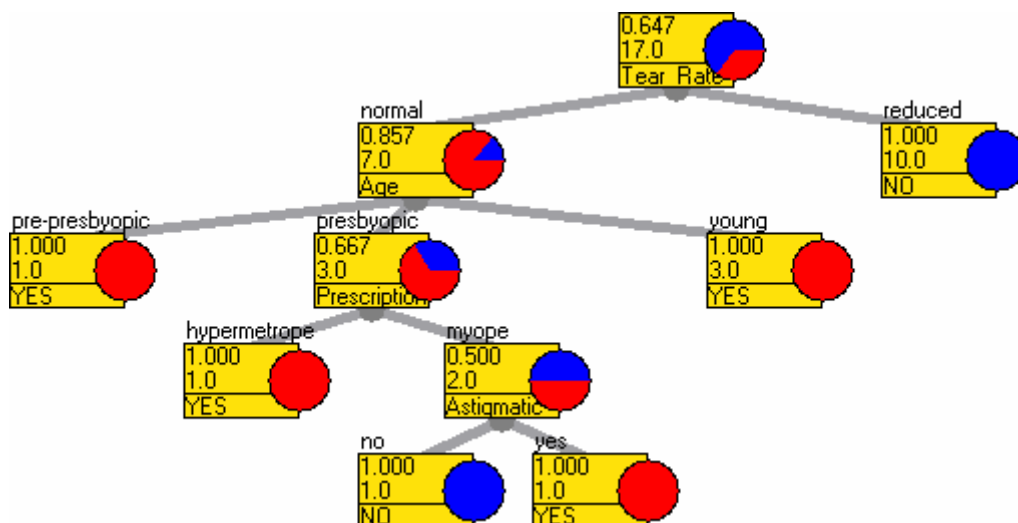 0.647
17.0
Tear Rate
normal
0.857
7.0
Age
reduced
1.000
10.0
NO
pre-presbyopic
1.000
1.0
YES
presbyopic
0.667
3.0
Prescription
young
1.000
3.0
YES
hypermetrope
1.000
1.0
YES
myope
0.500
2.0
Astigmatic
no
1.000
1.0
NO
yes
1.000
1.0
YES